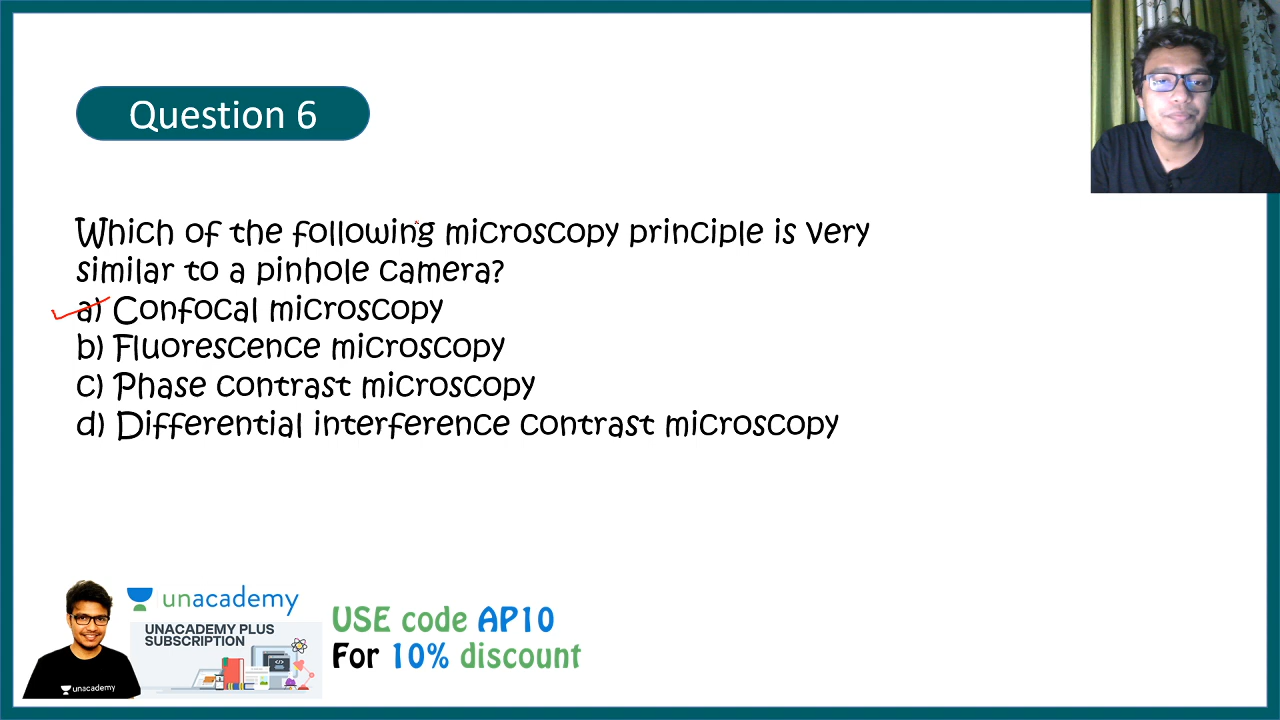 Question 6
Which of the following microscopy principle is very
similar to a pinhole camera?
a) Confocal microscopy
b) Fluorescence microscopy
c) Phase contrast microscopy
d) Differential interference contrast microscopy
unacademy
UNACADEMY PLUS
SUBSCRIPTION
USE code AP10
For 10% discount
unacademy